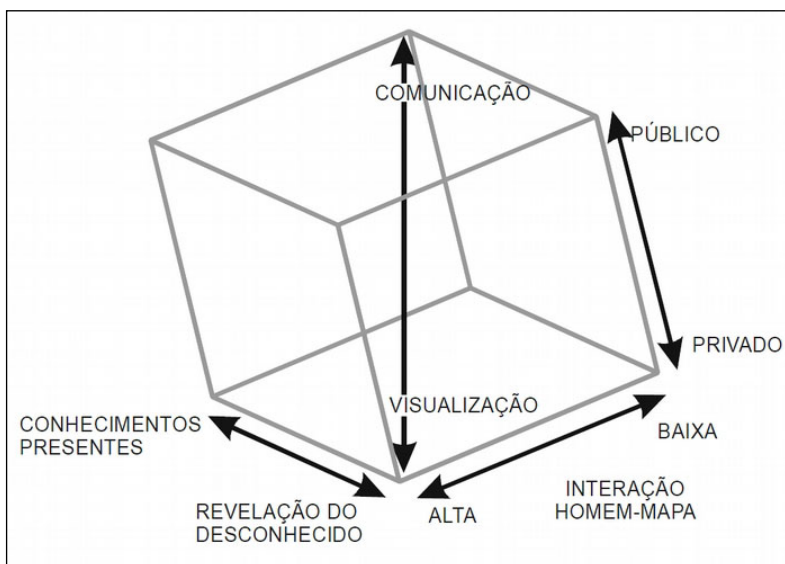 COMUNICAÇÃO
PÚBLICO
PRIVADO
VISUALIZAÇÃO
CONHECIMENTOS
PRESENTES
BAIXA
INTERAÇÃO
HOMEM-MAPA
REVELAÇÃO DO
DESCONHECIDO
ALTA